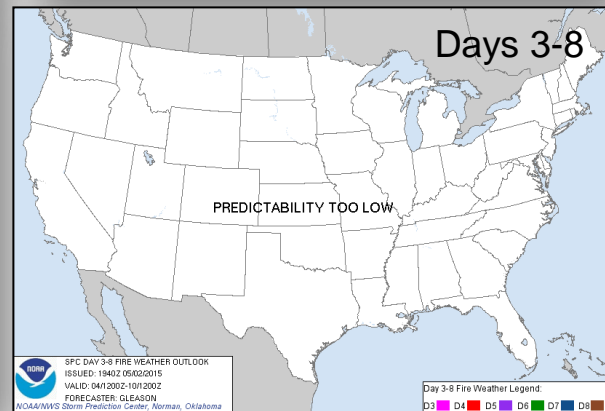 Days 3-8
PREDICTABILITY TOO LOW
NOAA
SPC DAY 3-8 FIRE WEATHER OUTLOOK
ISSUED: 1940Z 05/02/2015
VALID: 04/1200Z-10/1200Z
FORECASTER: GLEASON
NOAA/NWS Storm Prediction Center, Norman, Oklahoma
Day 3-8 Fire Weather Legend:
D3 D4 D5 D6 D7 D8